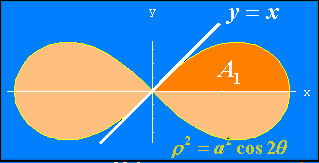 y
y = x
A₁
x
ρ² = a² cos 2θ